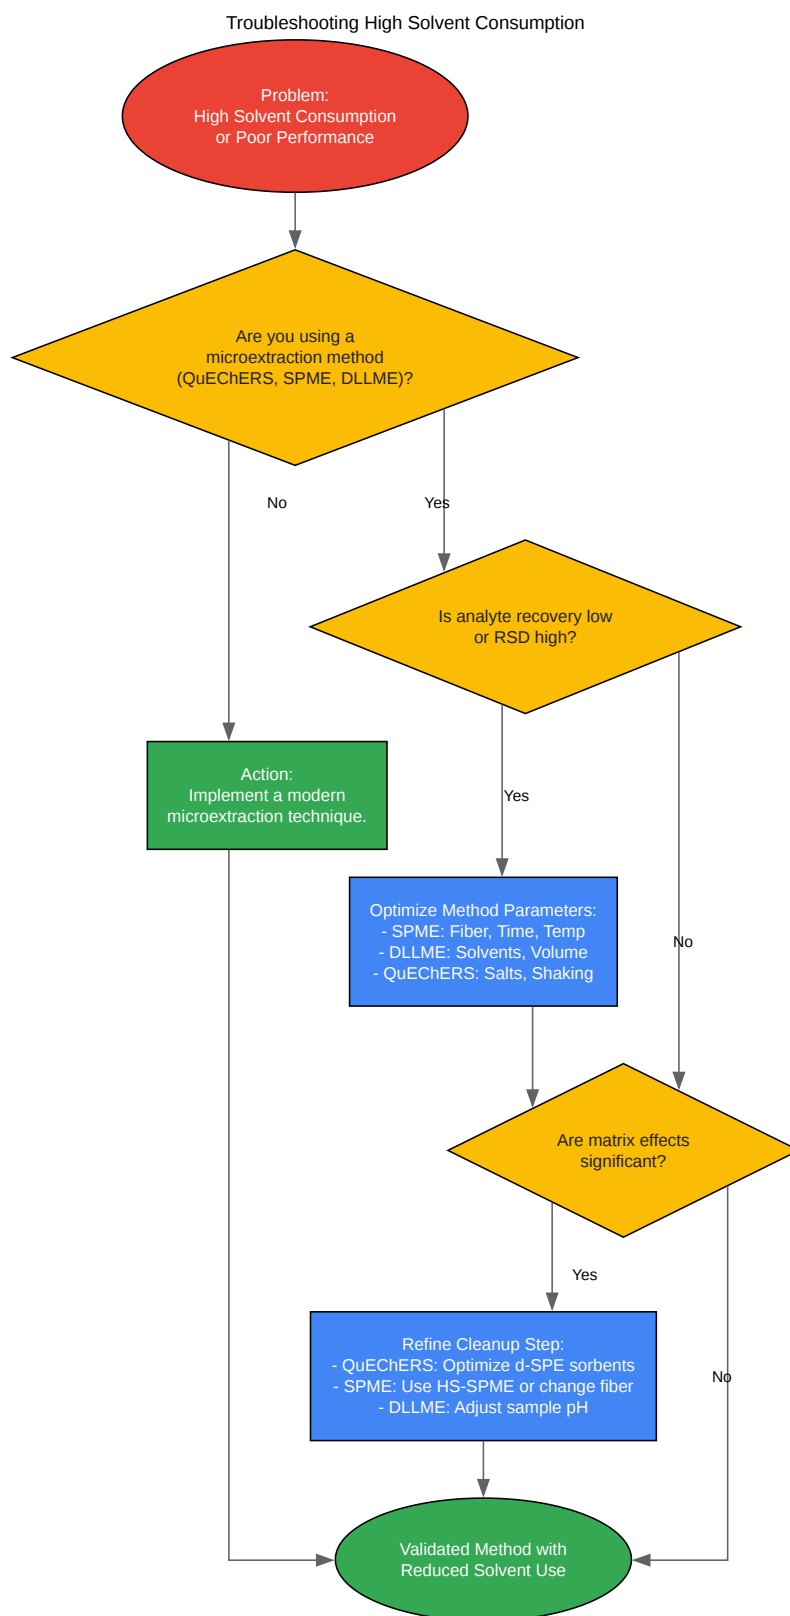 Troubleshooting High Solvent Consumption
Problem:
High Solvent Consumption
or Poor Performance
Are you using a
microextraction method
(QuEChERS, SPME, DLLME)?
No
Yes
Is analyte recovery low
or RSD high?
Action:
Implement a modern
microextraction technique.
Yes
Optimize Method Parameters:
- SPME: Fiber, Time, Temp
- DLLME: Solvents, Volume
- QuEChERS: Salts, Shaking
No
Are matrix effects
significant?
Yes
Refine Cleanup Step:
- QuEChERS: Optimize d-SPE sorbents
- SPME: Use HS-SPME or change fiber
- DLLME: Adjust sample pH
No
Validated Method with
Reduced Solvent Use